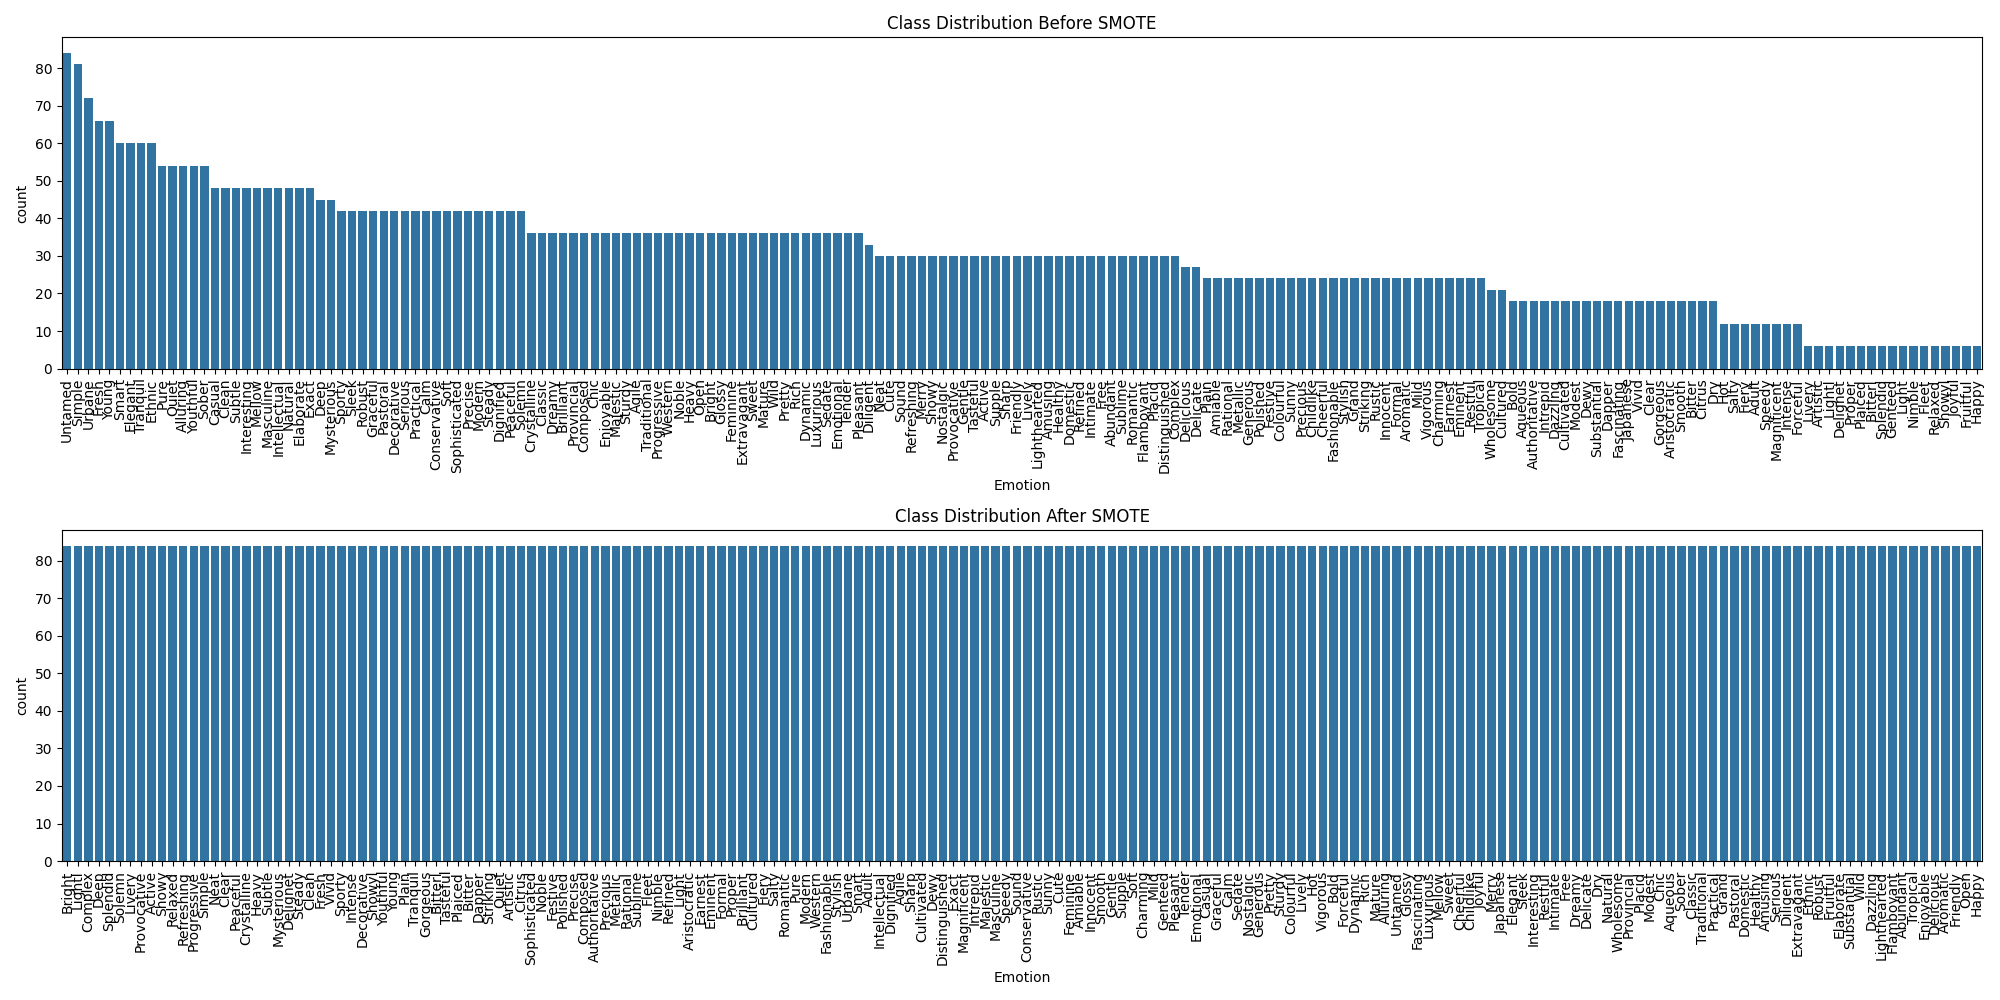 Class Distribution Before SMOTE
80
70
60
50
40
30
20
10
0
count
Untamed Simple Urbane Fresh Young Smart Elegant Tranquil Ethnic Pure Quiet Alluring Youthful Sober Casual Clean Subtle Interesting Mellow Masculine Intellectual Natural Elaborate Exact Deep Mysterious Sporty Sleek Robust Graceful Pastoral Decorative Serious Practical Calm Conservative Soft Sophisticated Precise Modern Steady Dignified Peaceful Solemn Crystalline Classic Dreamy Brilliant Provincial Composed Chic Enjoyable Majestic Sturdy Agile Traditional Progressive Western Noble Heavy Open Bright Glossy Feminine Extravagant Sweet Mature Wild Pretty Rich Dynamic Luxurious Sedate Emotional Tender Pleasant Diligent Neat Cute Sound Refreshing Merry Showy Nostalgic Provocative Gentle Tasteful Active Supple Sharp Friendly Lively Lighthearted Amusing Healthy Domestic Refined Intimate Free Abundant Sublime Romantic Flamboyant Placid Distinguished Complex Delicious Delicate Plain Amiable Rational Metallic Generous Polished Festive Colourful Sunny Precious Childlike Cheerful Fashionable Stylish Grand Striking Rustic Innocent Formal Aromatic Mild Vigorous Charming Earnest Eminent Restful Tropical Wholesome Cultured Bold Aqueous Authoritative Intrepid Dazzling Cultivated Modest Dewy Substantial Dapper Fascinating Japanese Vivid Clear Gorgeous Aristocratic Smooth Bitter Citrus Dry Hot Salty Fiery Adult Speedy Magnificent Intense Forceful Livery Artistic Lightl Delignet Proper Plaiced Bitterl Splendid Genteed Light Nimble Fleet Relaxed Showyl Joyful Fruitful Happy
Emotion
Class Distribution After SMOTE
80
70
60
50
40
30
20
10
0
count
Bright Lightl Complex Deep Splendid Solemn Livery Provocative Active Showy Relaxed Refreshing Progressive Simple Neat Clear Peaceful Crystalline Heavy Subtle Mysterious Delignet Steady Clean Fresh Vivid Sporty Intense Decorative Showyl Youthful Young Plain Tranquil Gorgeous Bitterl Tasteful Plaiced Bitter Dapper Striking Quiet Artistic Citrus Sophisticated Noble Festive Polished Precise Composed Authoritative Precious Metallic Rational Sublime Fleet Nimble Refined Light Aristocratic Earnest Eminent Formal Proper Brilliant Cultured Fiery Salty Romantic Pure Modern Western Fashionable Stylish Urbane Smart Adult Intellectual Dignified Agile Sharp Cultivated Dewy Distinguished Exact Magnificent Intrepid Majestic Masculine Speedy Sound Conservative Rustic Sunny Cute Feminine Amiable Innocent Smooth Gentle Supple Soft Charming Mild Genteed Pleasant Tender Emotional Casual Graceful Calm Sedate Nostalgic Generous Pretty Sturdy Colourful Lively Hot Vigorous Bold Forceful Dynamic Rich Mature Alluring Untamed Glossy Fascinating Luxurious Mellow Sweet Cheerful Childlike Joyful Merry Japanese Elegant Sleek Interesting Restful Intimate Free Dreamy Delicate Dry Natural Wholesome Provincial Placid Modest Chic Aqueous Sober Classic Traditional Practical Grand Pastoral Domestic Healthy Amusing Serious Diligent Extravagant Ethnic Robust Fruitful Elaborate Substantial Wild Dazzling Lighthearted Flamboyant Abundant Tropical Enjoyable Delicious Aromatic Friendly Open Happy
Emotion